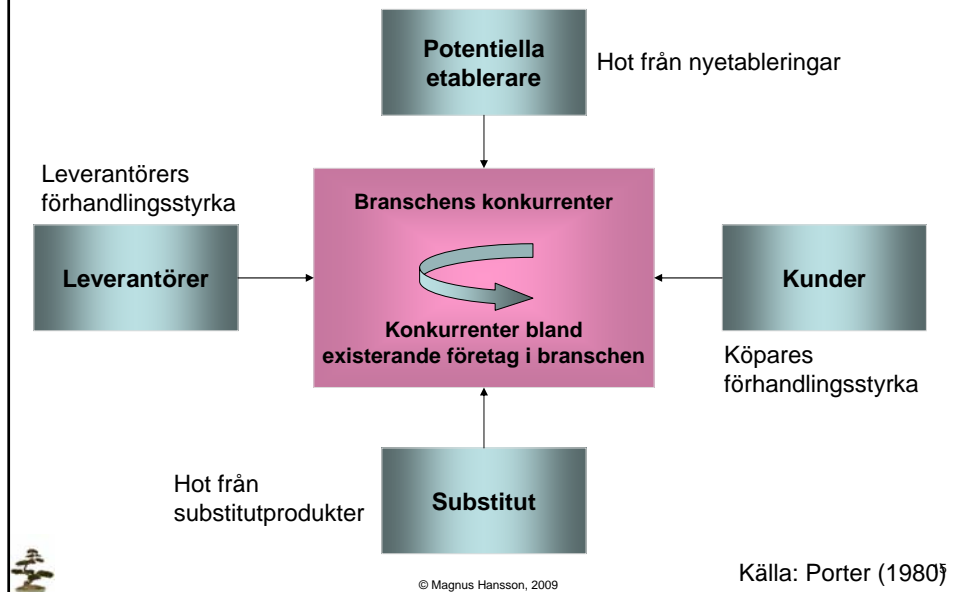 Potentiella
etablerare
Hot från nyetableringar
Leverantörers
förhandlingsstyrka
Leverantörer
Branschens konkurrenter
Konkurrenter bland
existerande företag i branschen
Kunder
Köpares
förhandlingsstyrka
Hot från
substitutprodukter
Substitut
© Magnus Hansson, 2009
Källa: Porter (1980)
15